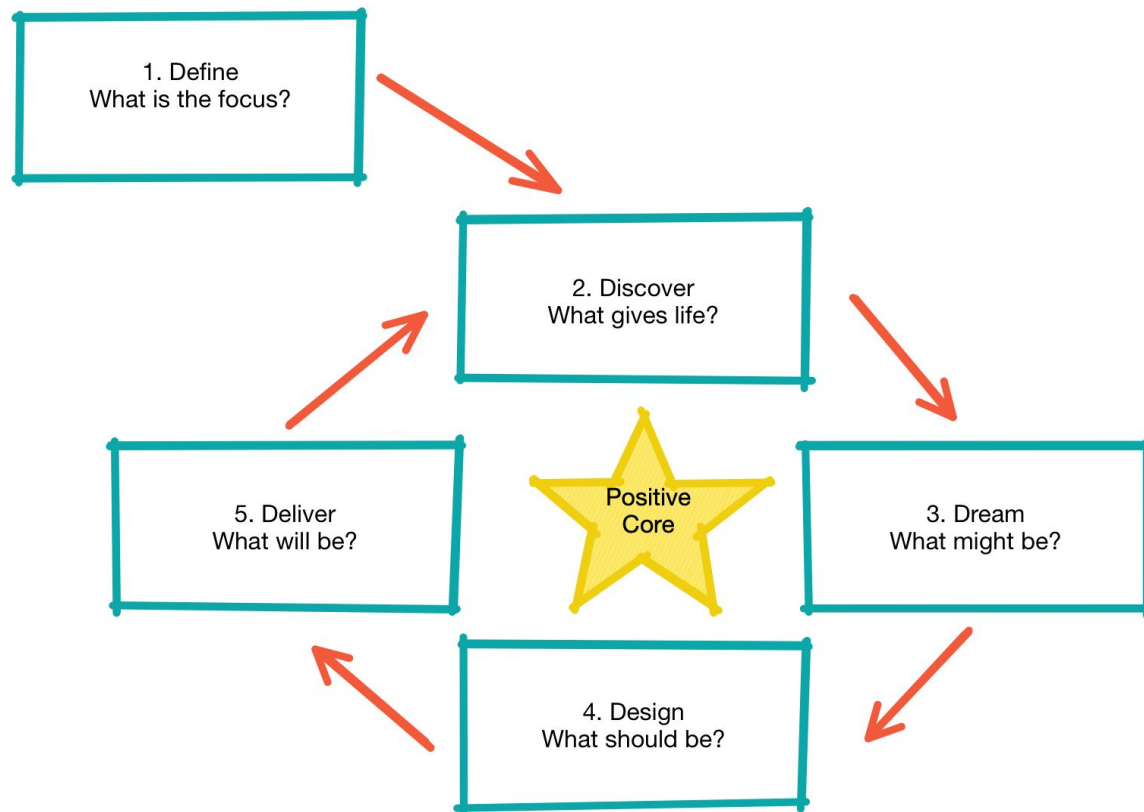 1. Define
What is the focus?
2. Discover
What gives life?
Positive
Core
3. Dream
What might be?
4. Design
What should be?
5. Deliver
What will be?